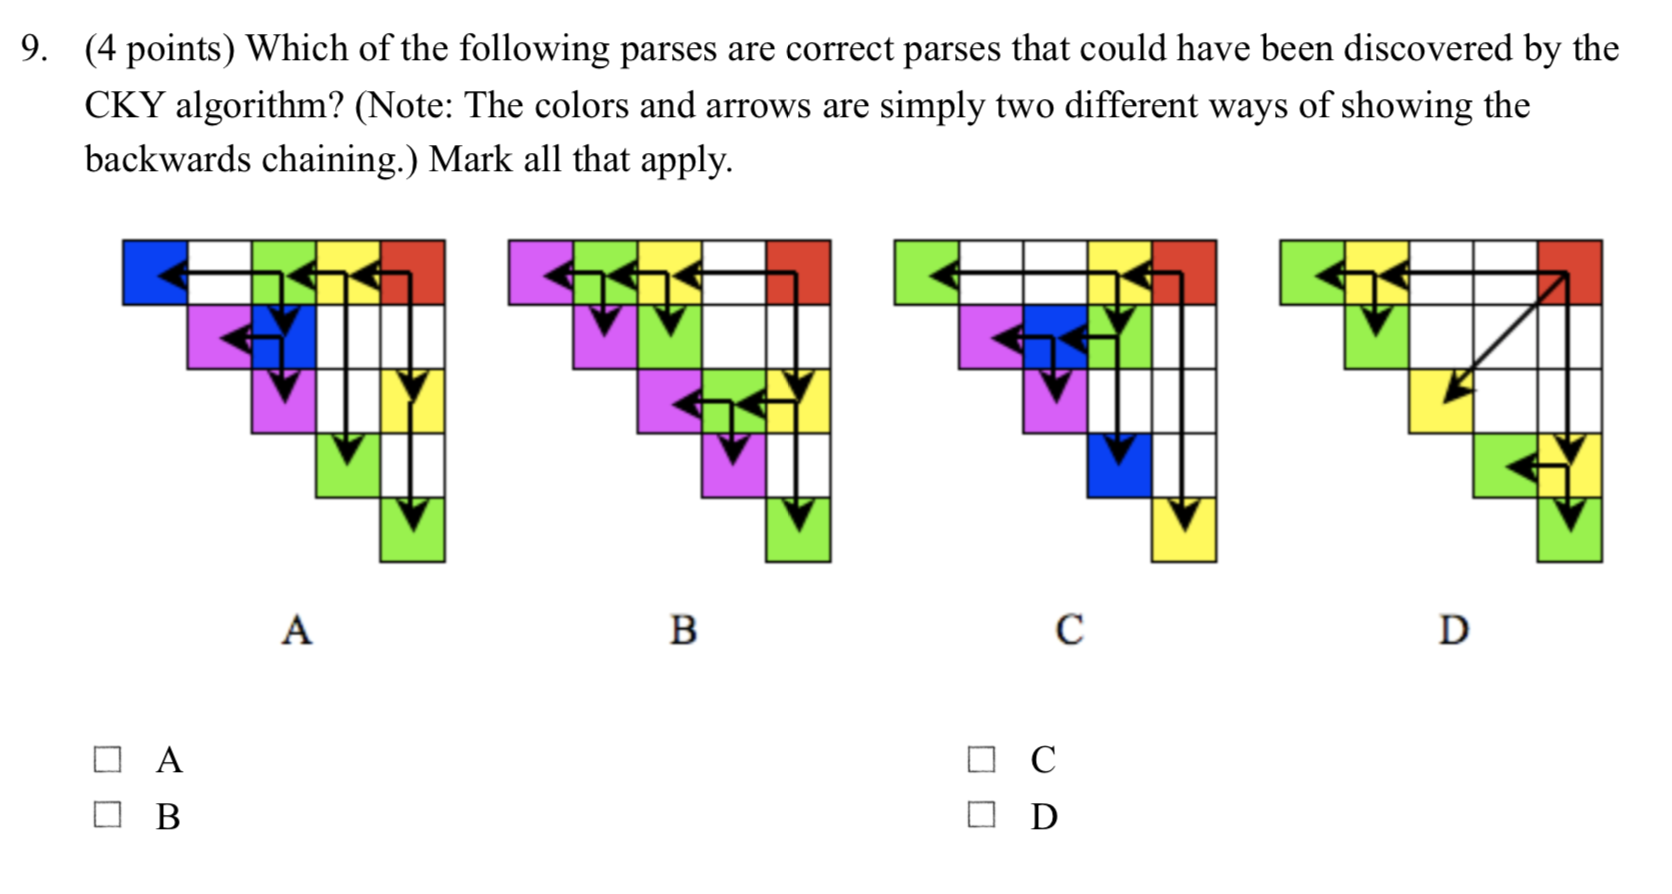 9. (4 points) Which of the following parses are correct parses that could have been discovered by the
CKY algorithm? (Note: The colors and arrows are simply two different ways of showing the
backwards chaining.) Mark all that apply.
A B C D
☐ A ☐ C
☐ B ☐ D